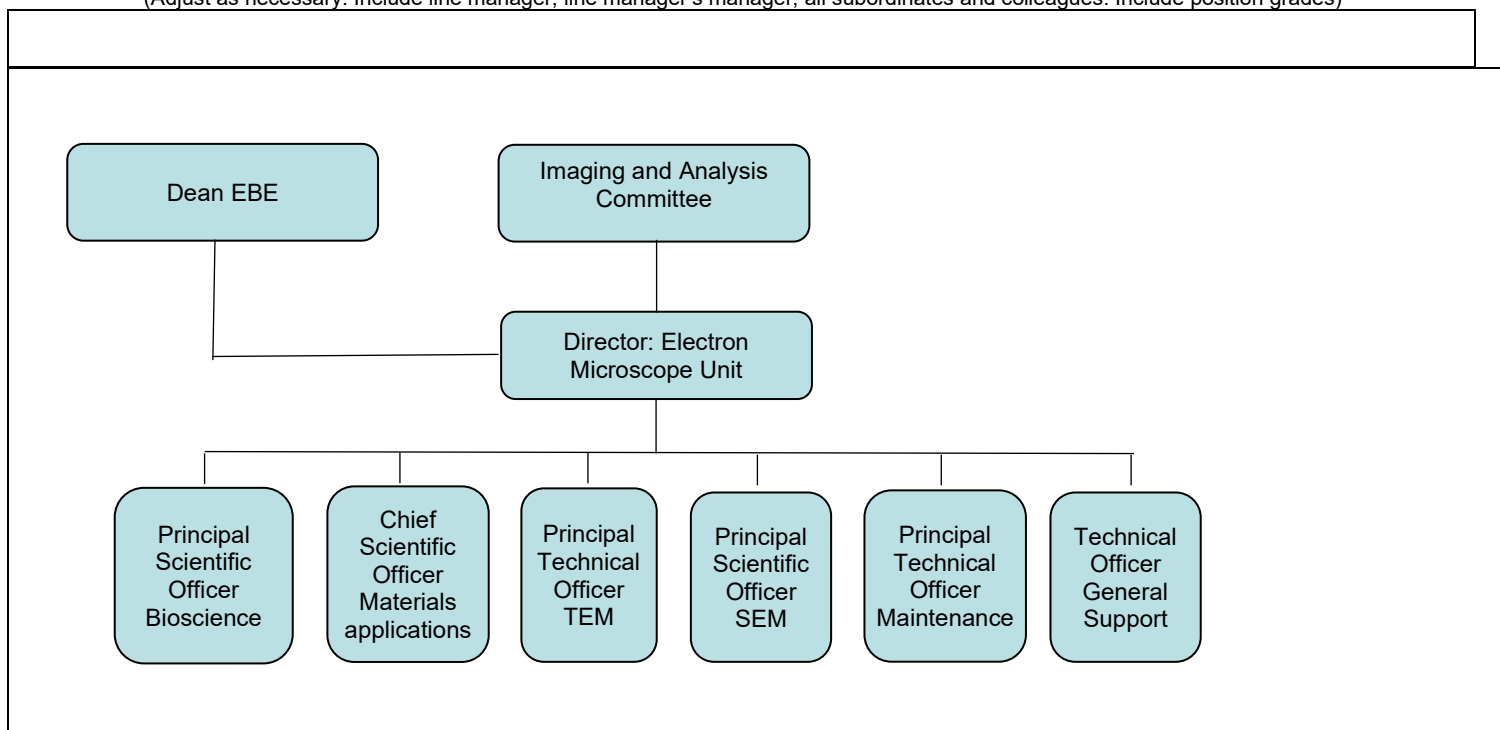 (Adjust as necessary. Include line manager, line manager's manager, all subordinates and colleagues. Include position grades)
Dean EBE
Imaging and Analysis
Committee
Director: Electron
Microscope Unit
Principal
Scientific
Officer
Bioscience
Chief
Scientific
Officer
Materials
applications
Principal
Technical
Officer
TEM
Principal
Scientific
Officer
SEM
Principal
Technical
Officer
Maintenance
Technical
Officer
General
Support